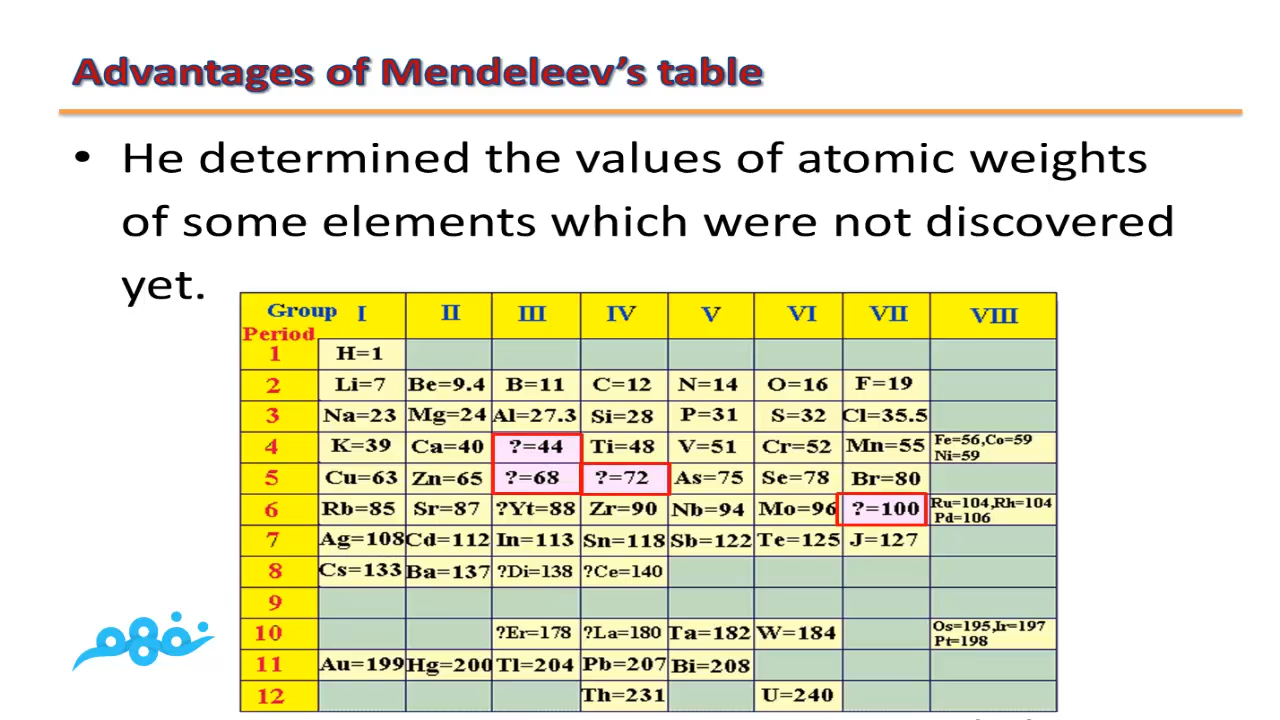 Advantages of Mendeleev's table
• He determined the values of atomic weights
of some elements which were not discovered
yet.
Group I II III IV V VI VII VIII
Period
1 H=1
2 Li=7 Be=9.4 B=11 C=12 N=14 O=16 F=19
3 Na=23 Mg=24 Al=27.3 Si=28 P=31 S=32 Cl=35.5
4 K=39 Ca=40 ?=44 Ti=48 V=51 Cr=52 Mn=55 Fe=56,Co=59
Ni=59
5 Cu=63 Zn=65 ?=68 ?=72 As=75 Se=78 Br=80
6 Rb=85 Sr=87 ?Yt=88 Zr=90 Nb=94 Mo=96 ?=100 Ru=104,Rh=104
Pd=106
7 Ag=108 Cd=112 In=113 Sn=118 Sb=122 Te=125 J=127
8 Cs=133 Ba=137 ?Di=138 ?Ce=140
9
10 ?Er=178 ?La=180 Ta=182 W=184 Os=195,Ir=197
Pt=198
11 Au=199 Hg=200 Tl=204 Pb=207 Bi=208
12 Th=231 U=240
نفهم